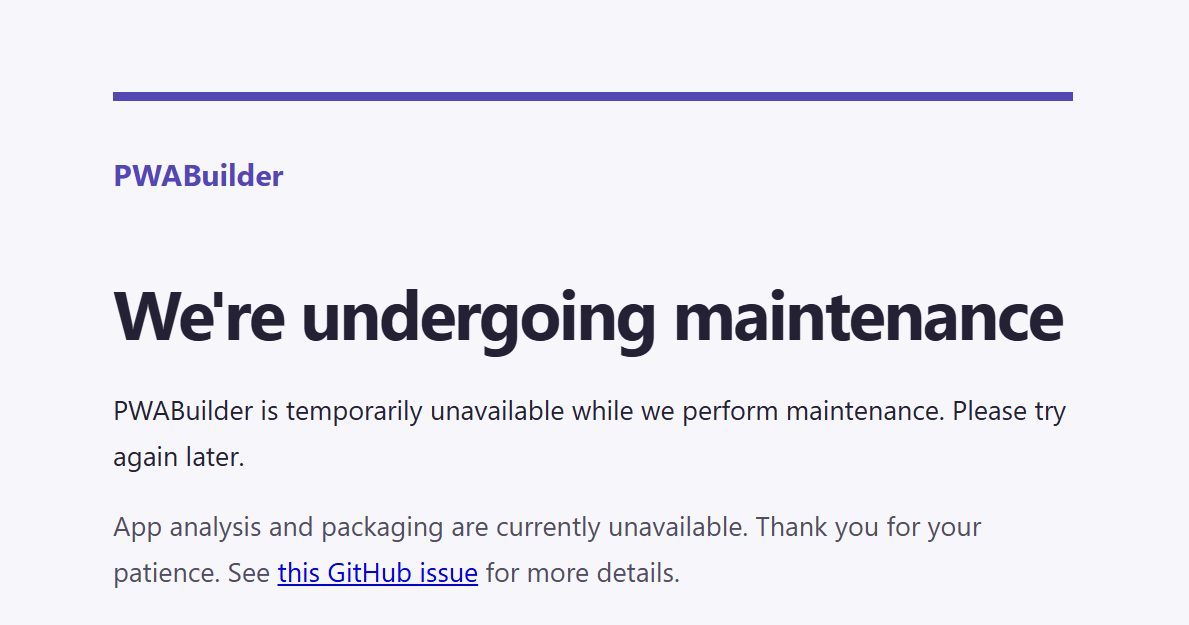 PWABuilder
We're undergoing maintenance
PWABuilder is temporarily unavailable while we perform maintenance. Please try
again later.
App analysis and packaging are currently unavailable. Thank you for your
patience. See this GitHub issue for more details.